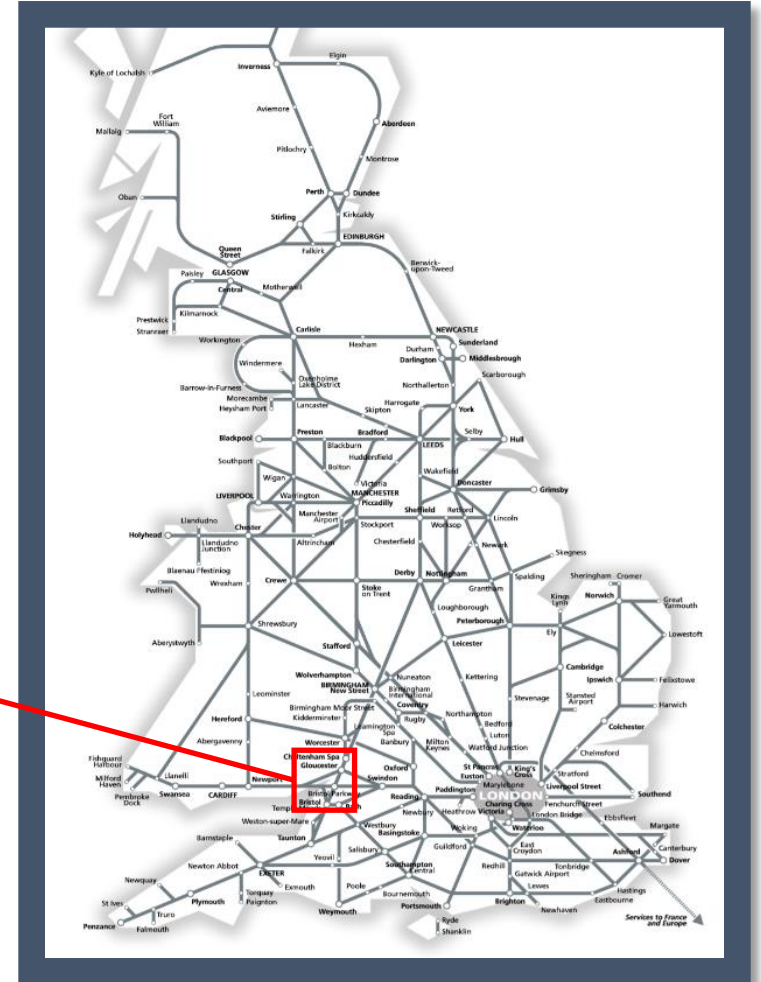 Elgin
Inverness
Kyle of Lochalsh
Aviemore
Fort
William
Aberdeen
Mallaig
Pitlochry
Montrose
Perth
Dundee
Oban
Kirkcaldy
Stirling
EDINBURGH
Queen
Street
Falkirk
Berwick-
upon-Tweed
Paisley
GLASGOW
Central
Motherwell
Prestwick
Kilmarnock
Stranraer
Carlisle
NEWCASTLE
Workington
Hexham
Sunderland
Durham
Darlington
Middlesbrough
Windermere
Scarborough
Oxenholme
Lake District
Northallerton
Barrow-in-Furness
Morecambe
Lancaster
Harrogate
Heysham Port
Skipton
York
Blackpool
Preston
Bradford
Selby
Hull
Blackburn
LEEDS
Huddersfield
Southport
Bolton
Wakefield
Wigan
Victoria
Doncaster
MANCHESTER
Grimsby
LIVERPOOL
Warrington
Piccadilly
Sheffield
Retford
Llandudno
Manchester
Airport
Lincoln
Chester
Stockport
Worksop
Holyhead
Llandudno
Junction
Altrincham
Chesterfield
Newark
Skegness
Blaenau Ffestiniog
Derby
Nottingham
Sheringham
Cromer
Wrexham
Crewe
Stoke
on Trent
Spalding
Pwllheli
Grantham
Kings
Lynn
Norwich
Great
Yarmouth
Loughborough
Shrewsbury
Peterborough
Aberystwyth
Ely
Lowestoft
Stafford
Leicester
Cambridge
Wolverhampton
Nuneaton
Kettering
BIRMINGHAM
New Street
Birmingham
International
Ipswich
Felixstowe
Leominster
Stevenage
Stansted
Airport
Coventry
Birmingham Moor Street
Harwich
Hereford
Kidderminster
Rugby
Northampton
Leamington
Spa
Bedford
Colchester
Abergavenny
Worcester
Banbury
Milton
Keynes
Luton
Watford Junction
Chelmsford
Fishguard
Harbour
Cheltenham Spa
Gloucester
Oxford
St Pancras
King's
Cross
Stratford
Milford
Haven
Llanelli
Newport
Swindon
Euston
Marylebone
Liverpool Street
Pembroke
Dock
Swansea
CARDIFF
Bristol Parkway
Reading
Paddington
LONDON
Southend
Bristol
Bath
Charing Cross
Fenchurch Street
Newbury
Heathrow
Victoria
London Bridge
Ebbsfleet
Weston-super-Mare
Westbury
Waterloo
Margate
Barnstaple
Taunton
Basingstoke
Woking
East
Croydon
Canterbury
Salisbury
Guildford
Ashford
Dover
Newton Abbot
Yeovil
Southampton
Central
Redhill
Tonbridge
EXETER
Gatwick Airport
Newquay
Exmouth
Poole
Lewes
Hastings
St Ives
Torquay
Bournemouth
Eastbourne
Plymouth
Paignton
Portsmouth
Brighton
Newhaven
Truro
Weymouth
Ryde
Services to France
and Europe
Penzance
Falmouth
Shanklin